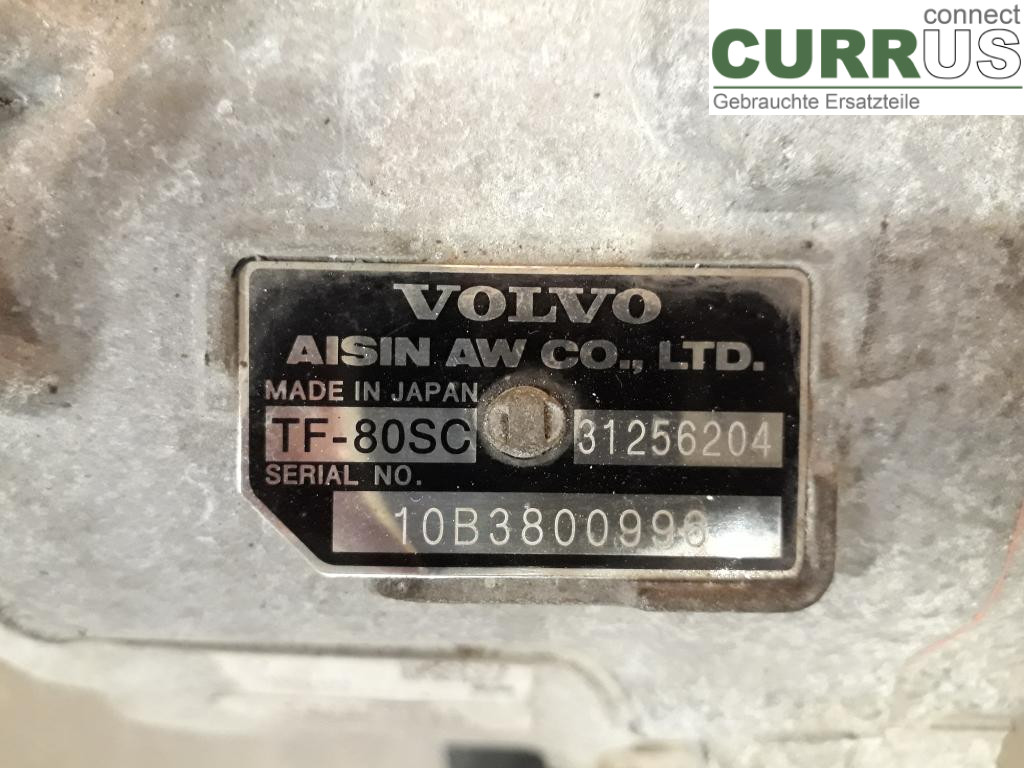 connect
CURRUS
Gebrauchte Ersatzteile
VOLVO
AISIN AW CO., LTD.
MADE IN JAPAN
TF-80SC 31256204
SERIAL NO.
10B3800996